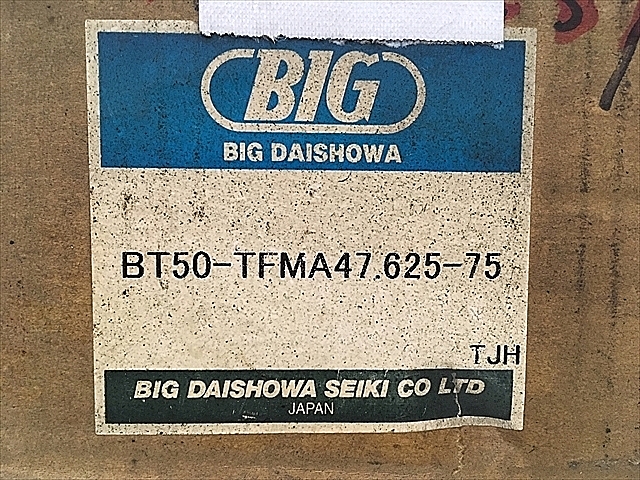 BIG
BIG DAISHOWA
BT50-TFMA47.625-75
TJH
BIG DAISHOWA SEIKI CO LTD
JAPAN